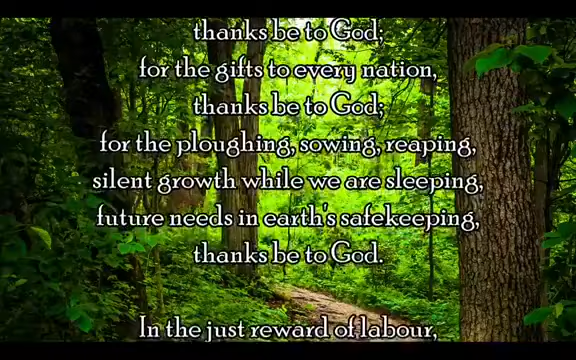 thanks be to God;
for the gifts to every nation,
thanks be to God;
for the ploughing, sowing, reaping,
silent growth while we are sleeping,
future needs in earth's safekeeping,
thanks be to God.
In the just reward of labour,